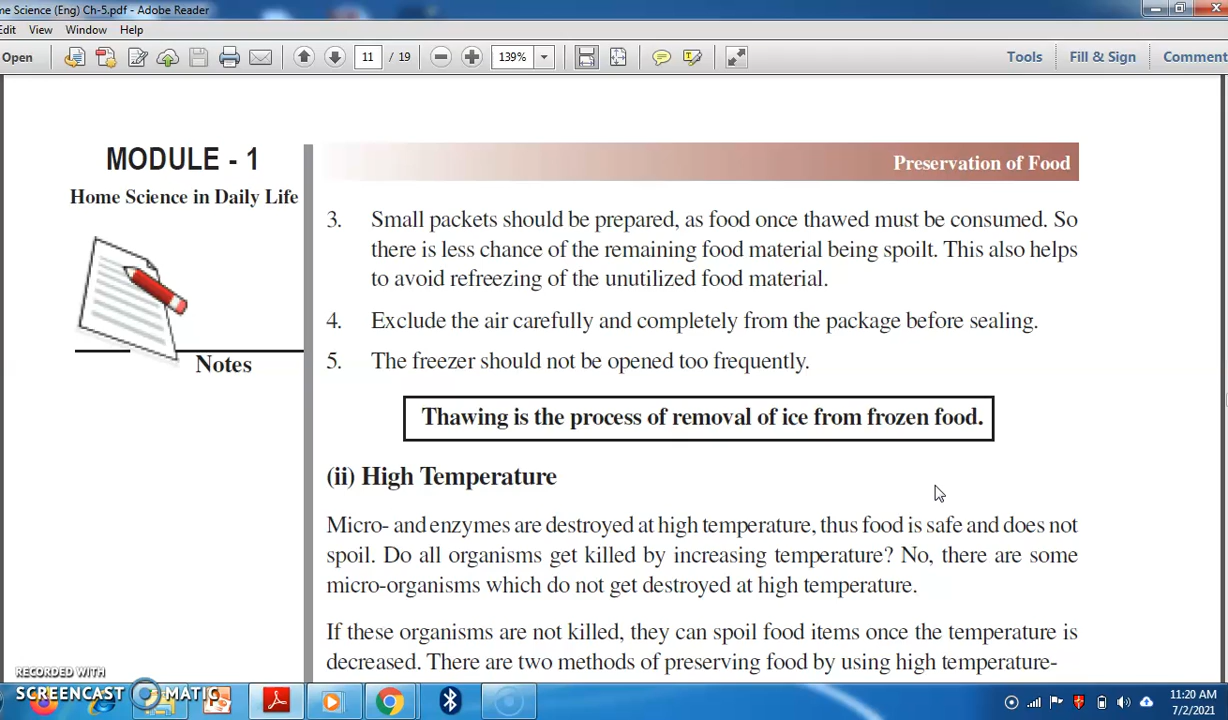 me Science (Eng) Ch-5.pdf - Adobe Reader
Edit View Window Help
Open 11 / 19 139% Tools Fill & Sign Comment
MODULE - 1
Home Science in Daily Life
Notes
Preservation of Food
3. Small packets should be prepared, as food once thawed must be consumed. So
there is less chance of the remaining food material being spoilt. This also helps
to avoid refreezing of the unutilized food material.
4. Exclude the air carefully and completely from the package before sealing.
5. The freezer should not be opened too frequently.
Thawing is the process of removal of ice from frozen food.
(ii) High Temperature
Micro- and enzymes are destroyed at high temperature, thus food is safe and does not
spoil. Do all organisms get killed by increasing temperature? No, there are some
micro-organisms which do not get destroyed at high temperature.
If these organisms are not killed, they can spoil food items once the temperature is
decreased. There are two methods of preserving food by using high temperature-
RECORDED WITH
SCREENCAST MATIC
11:20 AM
7/2/2021